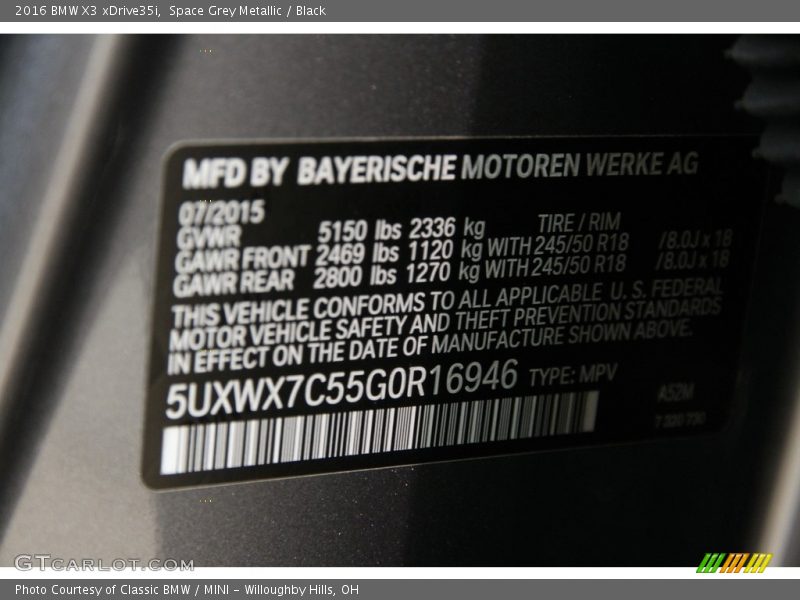 2016 BMW X3 xDrive35i, Space Grey Metallic / Black
MFD BY BAYERISCHE MOTOREN WERKE AG
07/2015
GVWR 5150 lbs 2336 kg TIRE / RIM
GAWR FRONT 2469 lbs 1120 kg WITH 245/50 R18 /8.0J x 18
GAWR REAR 2800 lbs 1270 kg WITH 245/50 R18 /8.0J x 18
THIS VEHICLE CONFORMS TO ALL APPLICABLE U. S. FEDERAL
MOTOR VEHICLE SAFETY AND THEFT PREVENTION STANDARDS
IN EFFECT ON THE DATE OF MANUFACTURE SHOWN ABOVE.
5UXWX7C55G0R16946 TYPE: MPV
A52M
GTCARLOT.COM
Photo Courtesy of Classic BMW / MINI - Willoughby Hills, OH